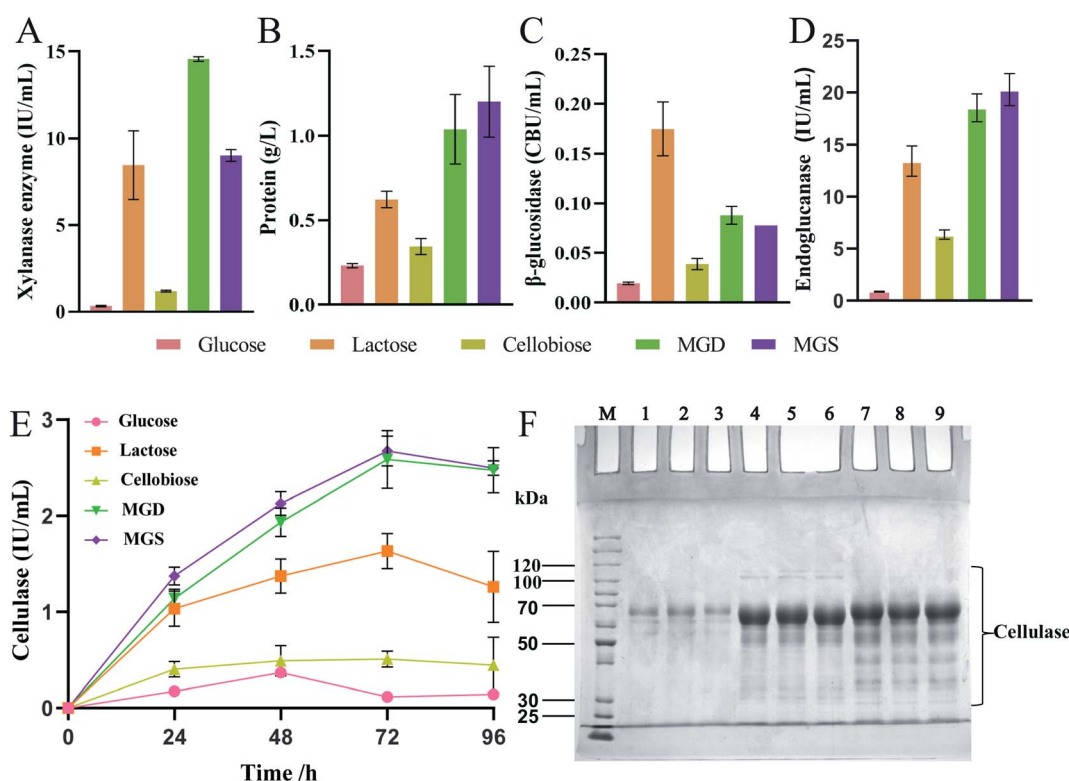 A
Xylanase enzyme (IU/mL)
15
10
5
0
B
Protein (g/L)
1.5
1.0
0.5
0.0
C
β-glucosidase (CBU/mL)
0.25
0.20
0.15
0.10
0.05
0.00
D
Endoglucanase (IU/mL)
25
20
15
10
5
0
Glucose Lactose Cellobiose MGD MGS
E
Cellulase (IU/mL)
3
2
1
0
Glucose
Lactose
Cellobiose
MGD
MGS
0 24 48 72 96
Time /h
F
M 1 2 3 4 5 6 7 8 9
kDa
120
100
70
50
30
25
Cellulase